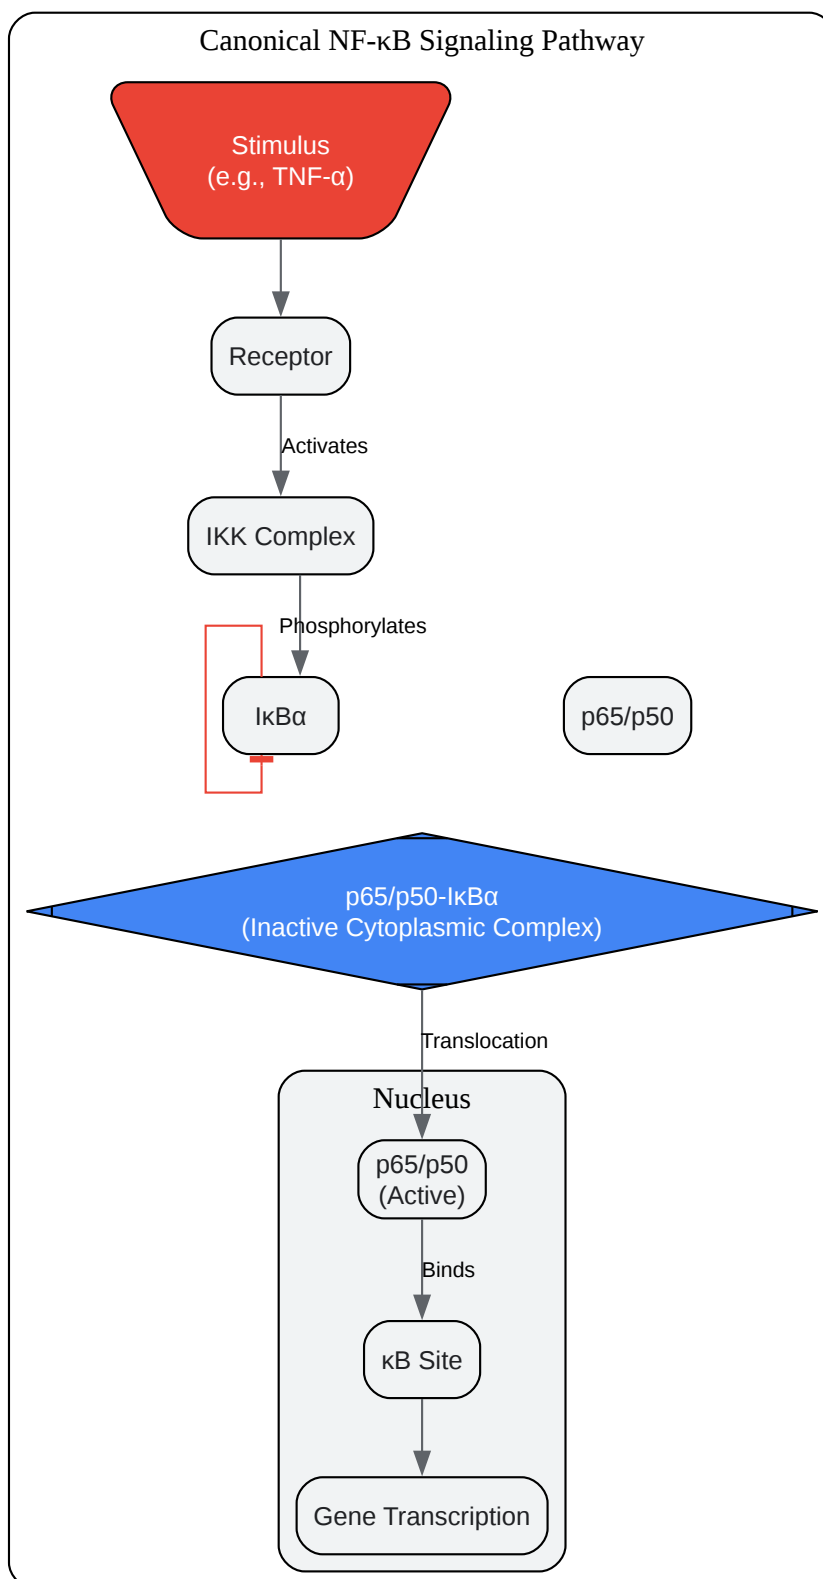 Canonical NF-κB Signaling Pathway
Stimulus
(e.g., TNF-α)
Receptor
Activates
IKK Complex
Phosphorylates
IκBα
p65/p50
p65/p50-IκBα
(Inactive Cytoplasmic Complex)
Translocation
Nucleus
p65/p50
(Active)
Binds
κB Site
Gene Transcription